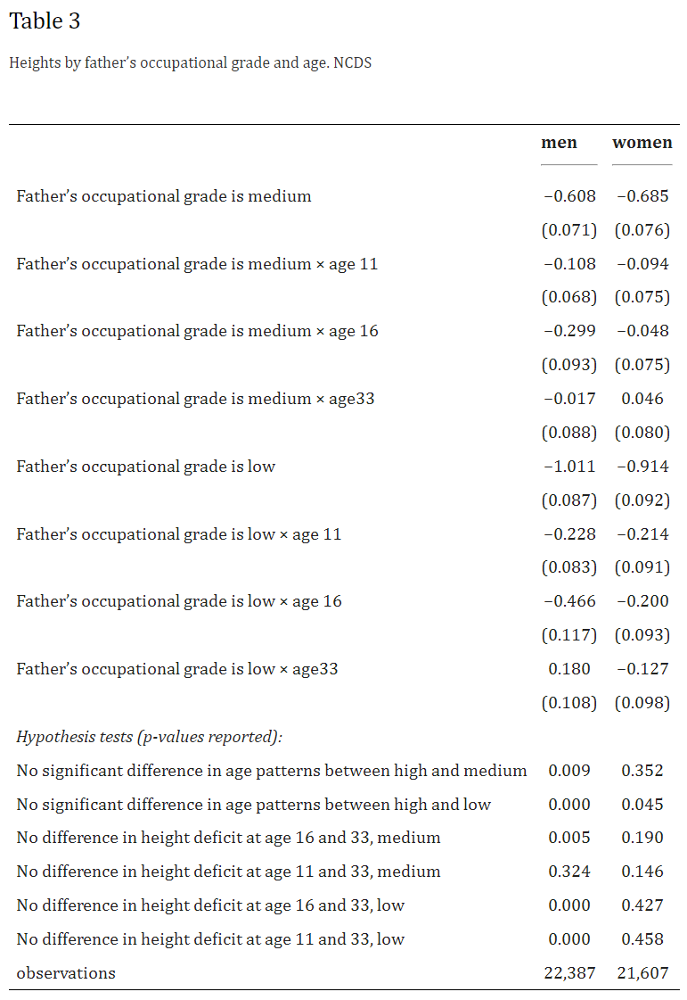 Table 3
Heights by father’s occupational grade and age. NCDS
men women
Father’s occupational grade is medium −0.608 −0.685
(0.071) (0.076)
Father’s occupational grade is medium × age 11 −0.108 −0.094
(0.068) (0.075)
Father’s occupational grade is medium × age 16 −0.299 −0.048
(0.093) (0.075)
Father’s occupational grade is medium × age33 −0.017 0.046
(0.088) (0.080)
Father’s occupational grade is low −1.011 −0.914
(0.087) (0.092)
Father’s occupational grade is low × age 11 −0.228 −0.214
(0.083) (0.091)
Father’s occupational grade is low × age 16 −0.466 −0.200
(0.117) (0.093)
Father’s occupational grade is low × age33 0.180 −0.127
(0.108) (0.098)
Hypothesis tests (p-values reported):
No significant difference in age patterns between high and medium 0.009 0.352
No significant difference in age patterns between high and low 0.000 0.045
No difference in height deficit at age 16 and 33, medium 0.005 0.190
No difference in height deficit at age 11 and 33, medium 0.324 0.146
No difference in height deficit at age 16 and 33, low 0.000 0.427
No difference in height deficit at age 11 and 33, low 0.000 0.458
observations 22,387 21,607